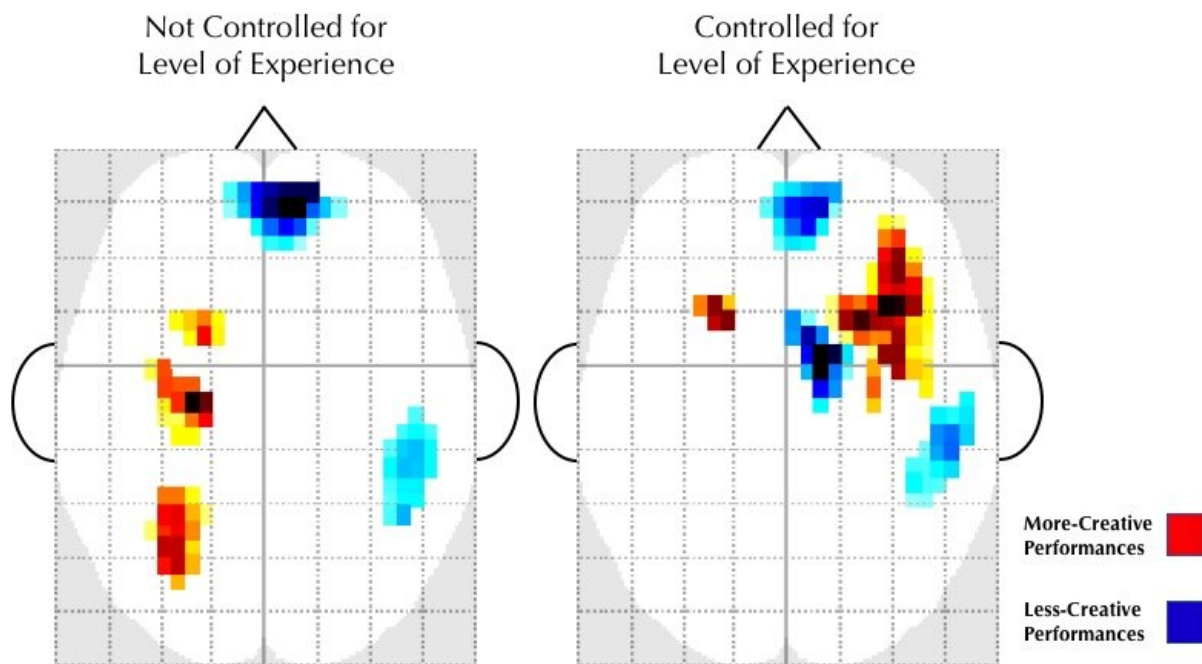 Not Controlled for
Level of Experience
Controlled for
Level of Experience
More-Creative
Performances
Less-Creative
Performances